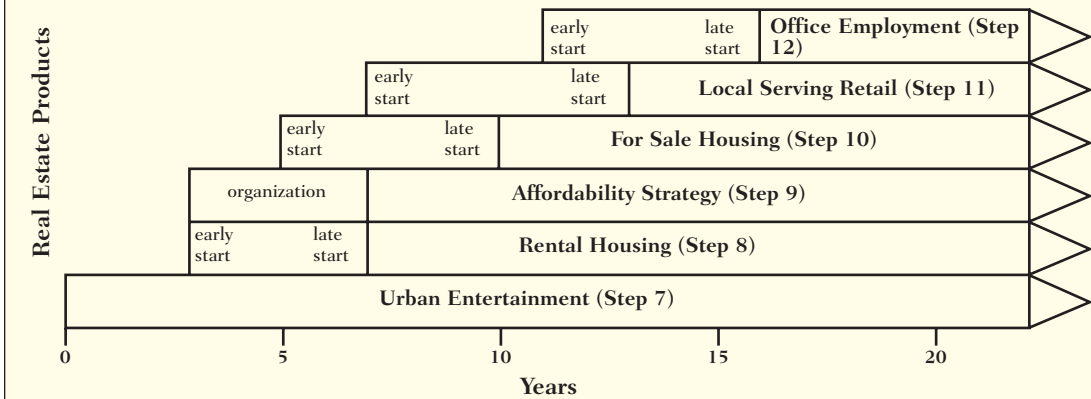 Real Estate Products
early
start
late
start
Office Employment (Step
12)
early
start
late
start
Local Serving Retail (Step 11)
early
start
late
start
For Sale Housing (Step 10)
organization
Affordability Strategy (Step 9)
early
start
late
start
Rental Housing (Step 8)
Urban Entertainment (Step 7)
0 5 10 15 20
Years